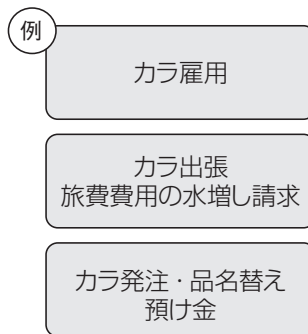 例
カラ雇用
カラ出張
旅費費用の水増し請求
カラ発注・品名替え
預け金